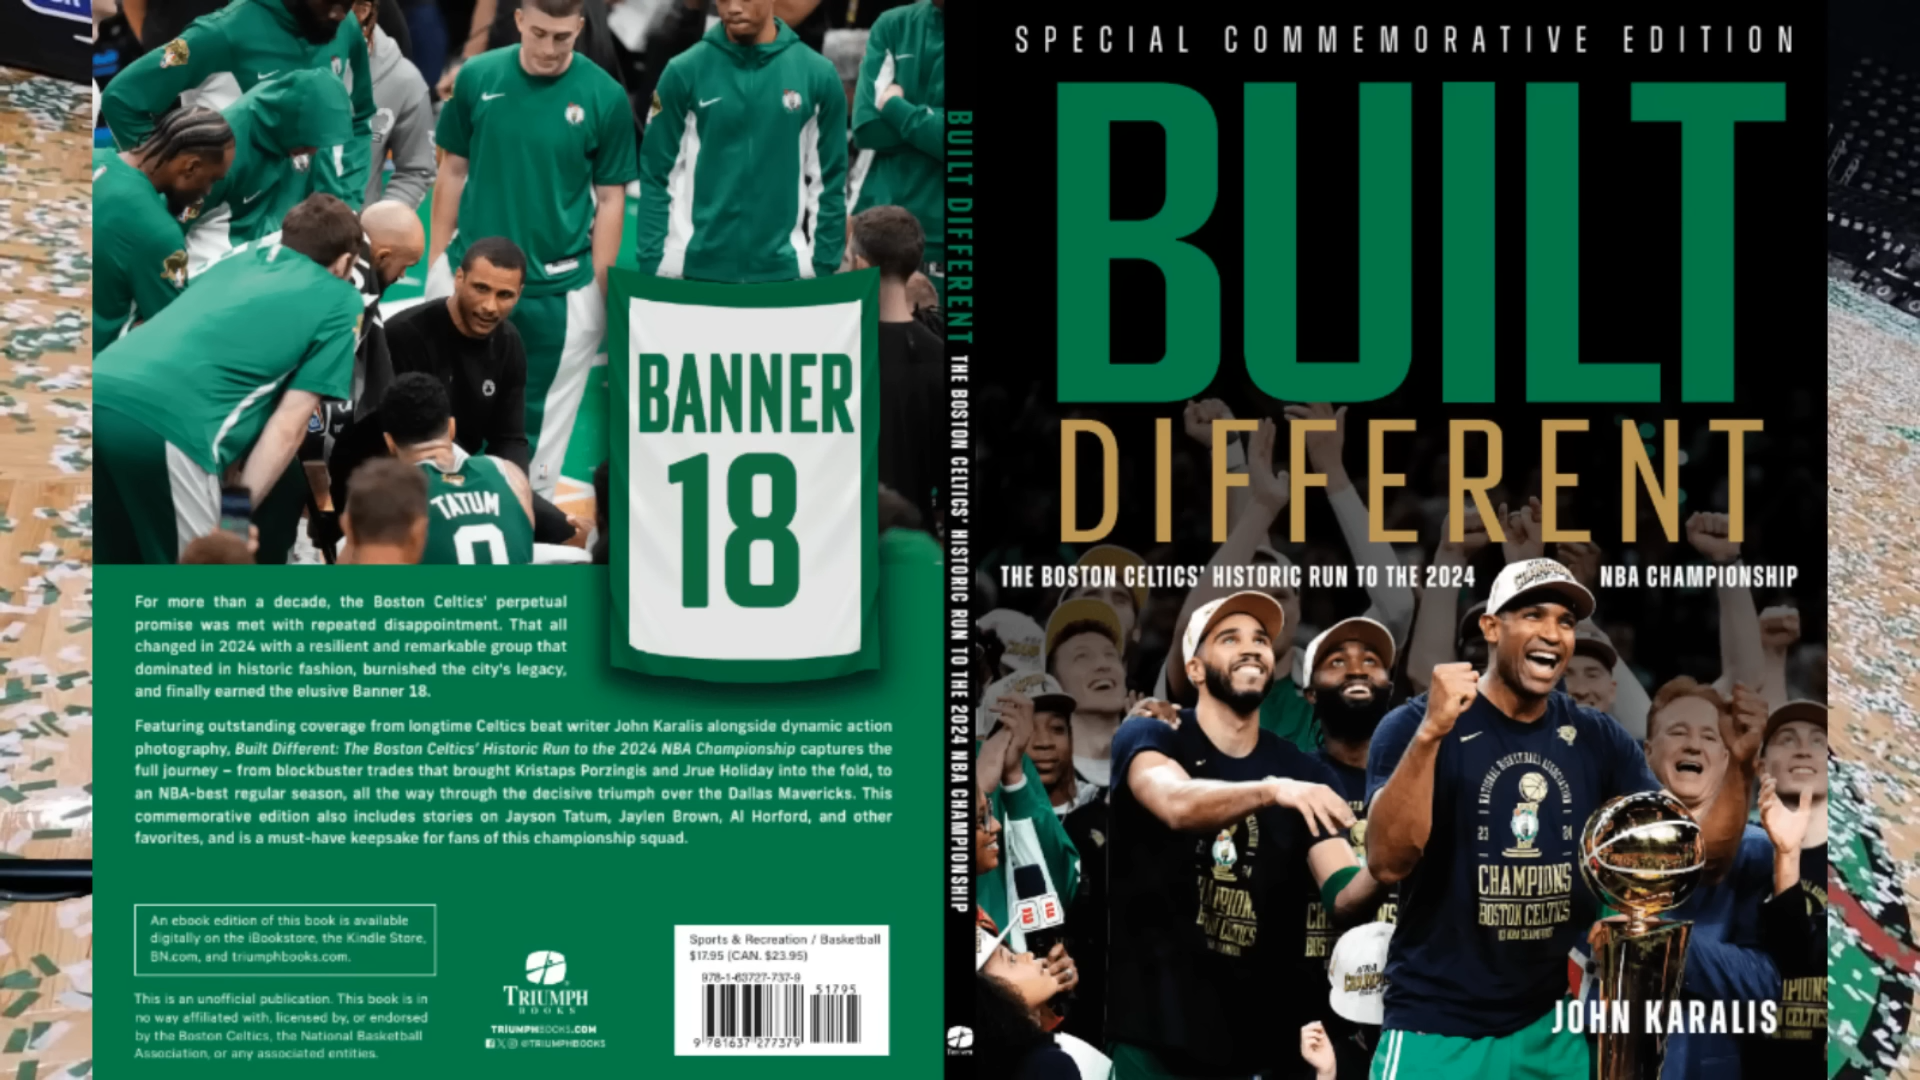 BANNER
18
TATUM
0
For more than a decade, the Boston Celtics' perpetual
promise was met with repeated disappointment. That all
changed in 2024 with a resilient and remarkable group that
dominated in historic fashion, burnished the city's legacy,
and finally earned the elusive Banner 18.
Featuring outstanding coverage from longtime Celtics beat writer John Karalis alongside dynamic action
photography, Built Different: The Boston Celtics' Historic Run to the 2024 NBA Championship captures the
full journey – from blockbuster trades that brought Kristaps Porzingis and Jrue Holiday into the fold, to
an NBA-best regular season, all the way through the decisive triumph over the Dallas Mavericks. This
commemorative edition also includes stories on Jayson Tatum, Jaylen Brown, Al Horford, and other
favorites, and is a must-have keepsake for fans of this championship squad.
An ebook edition of this book is available
digitally on the iBookstore, the Kindle Store,
BN.com, and triumphbooks.com.
This is an unofficial publication. This book is in
no way affiliated with, licensed by, or endorsed
by the Boston Celtics, the National Basketball
Association, or any associated entities.
TRIUMPH
BOOKS
TRIUMPHBOOKS.COM
@TRIUMPHBOOKS
Sports & Recreation / Basketball
$17.95 (CAN. $23.95)
978-1-63727-737-9
51795
9 781637 277379
BUILT DIFFERENT THE BOSTON CELTICS' HISTORIC RUN TO THE 2024 NBA CHAMPIONSHIP
SPECIAL COMMEMORATIVE EDITION
BUILT
DIFFERENT
THE BOSTON CELTICS' HISTORIC RUN TO THE 2024 NBA CHAMPIONSHIP
NATIONAL BASKETBALL ASSOCIATION
23 24
CHAMPIONS
BOSTON CELTICS
JOHN KARALIS